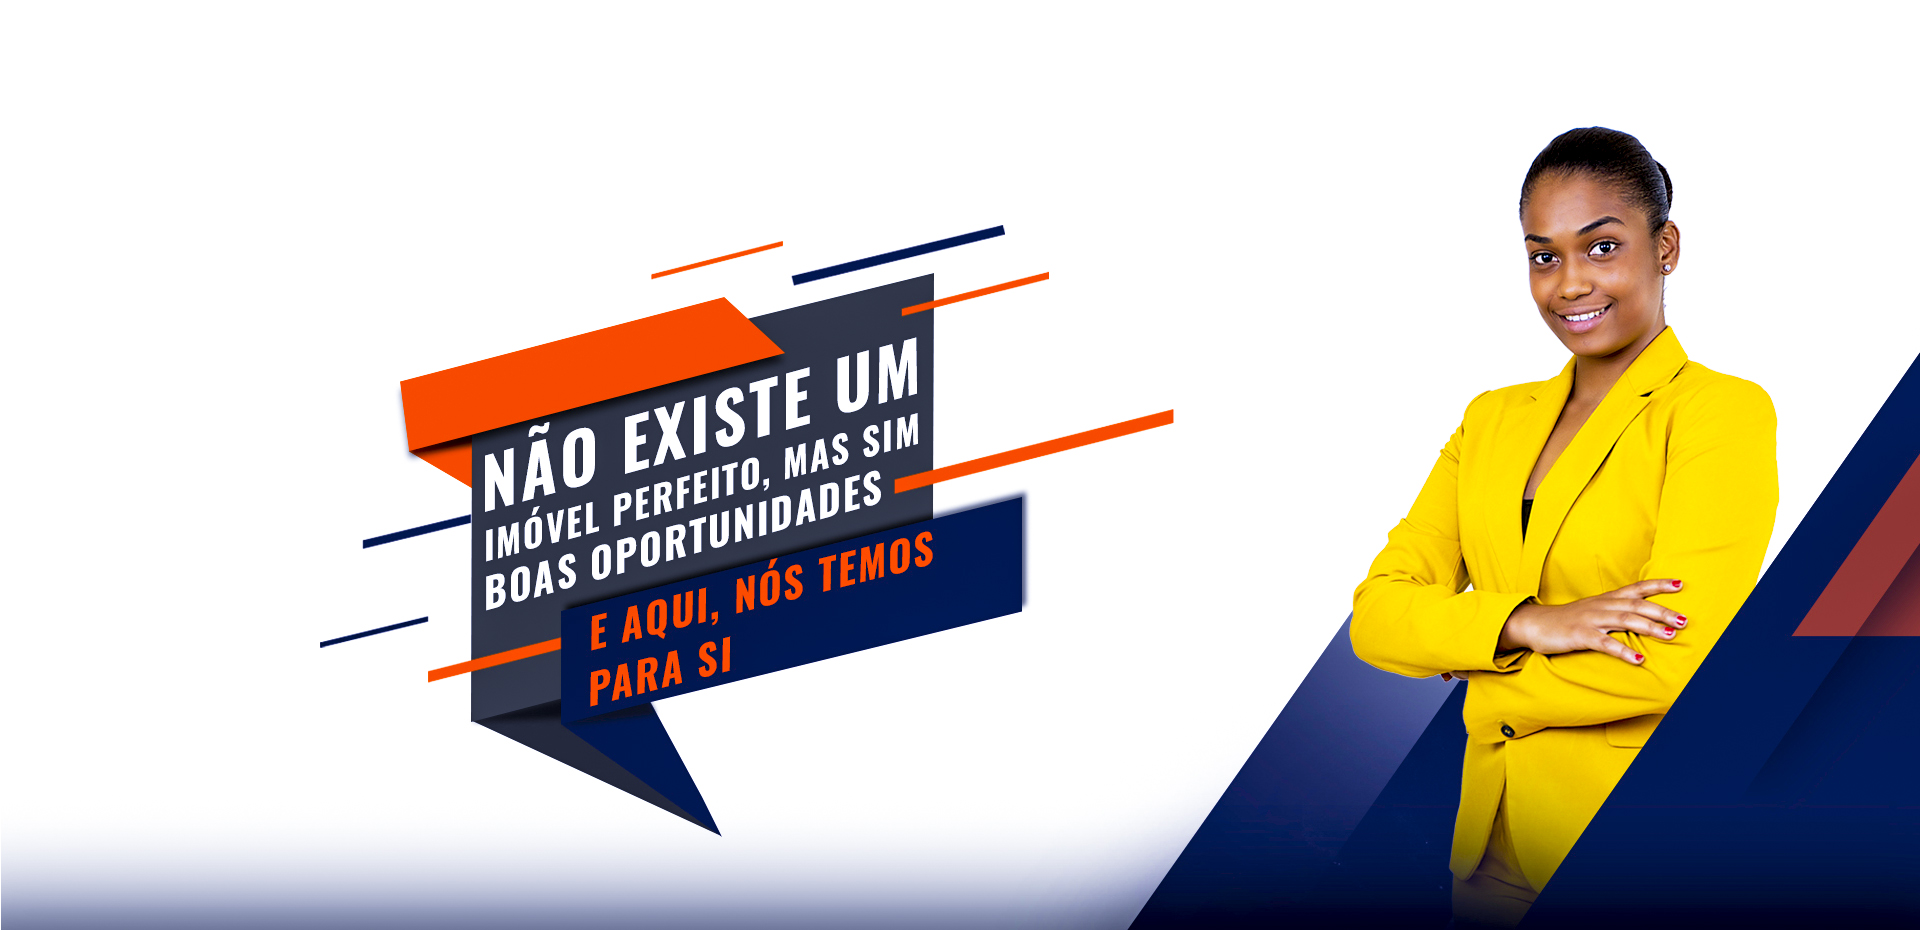 NÃO EXISTE UM
IMÓVEL PERFEITO, MAS SIM
BOAS OPORTUNIDADES
E AQUI, NÓS TEMOS
PARA SI